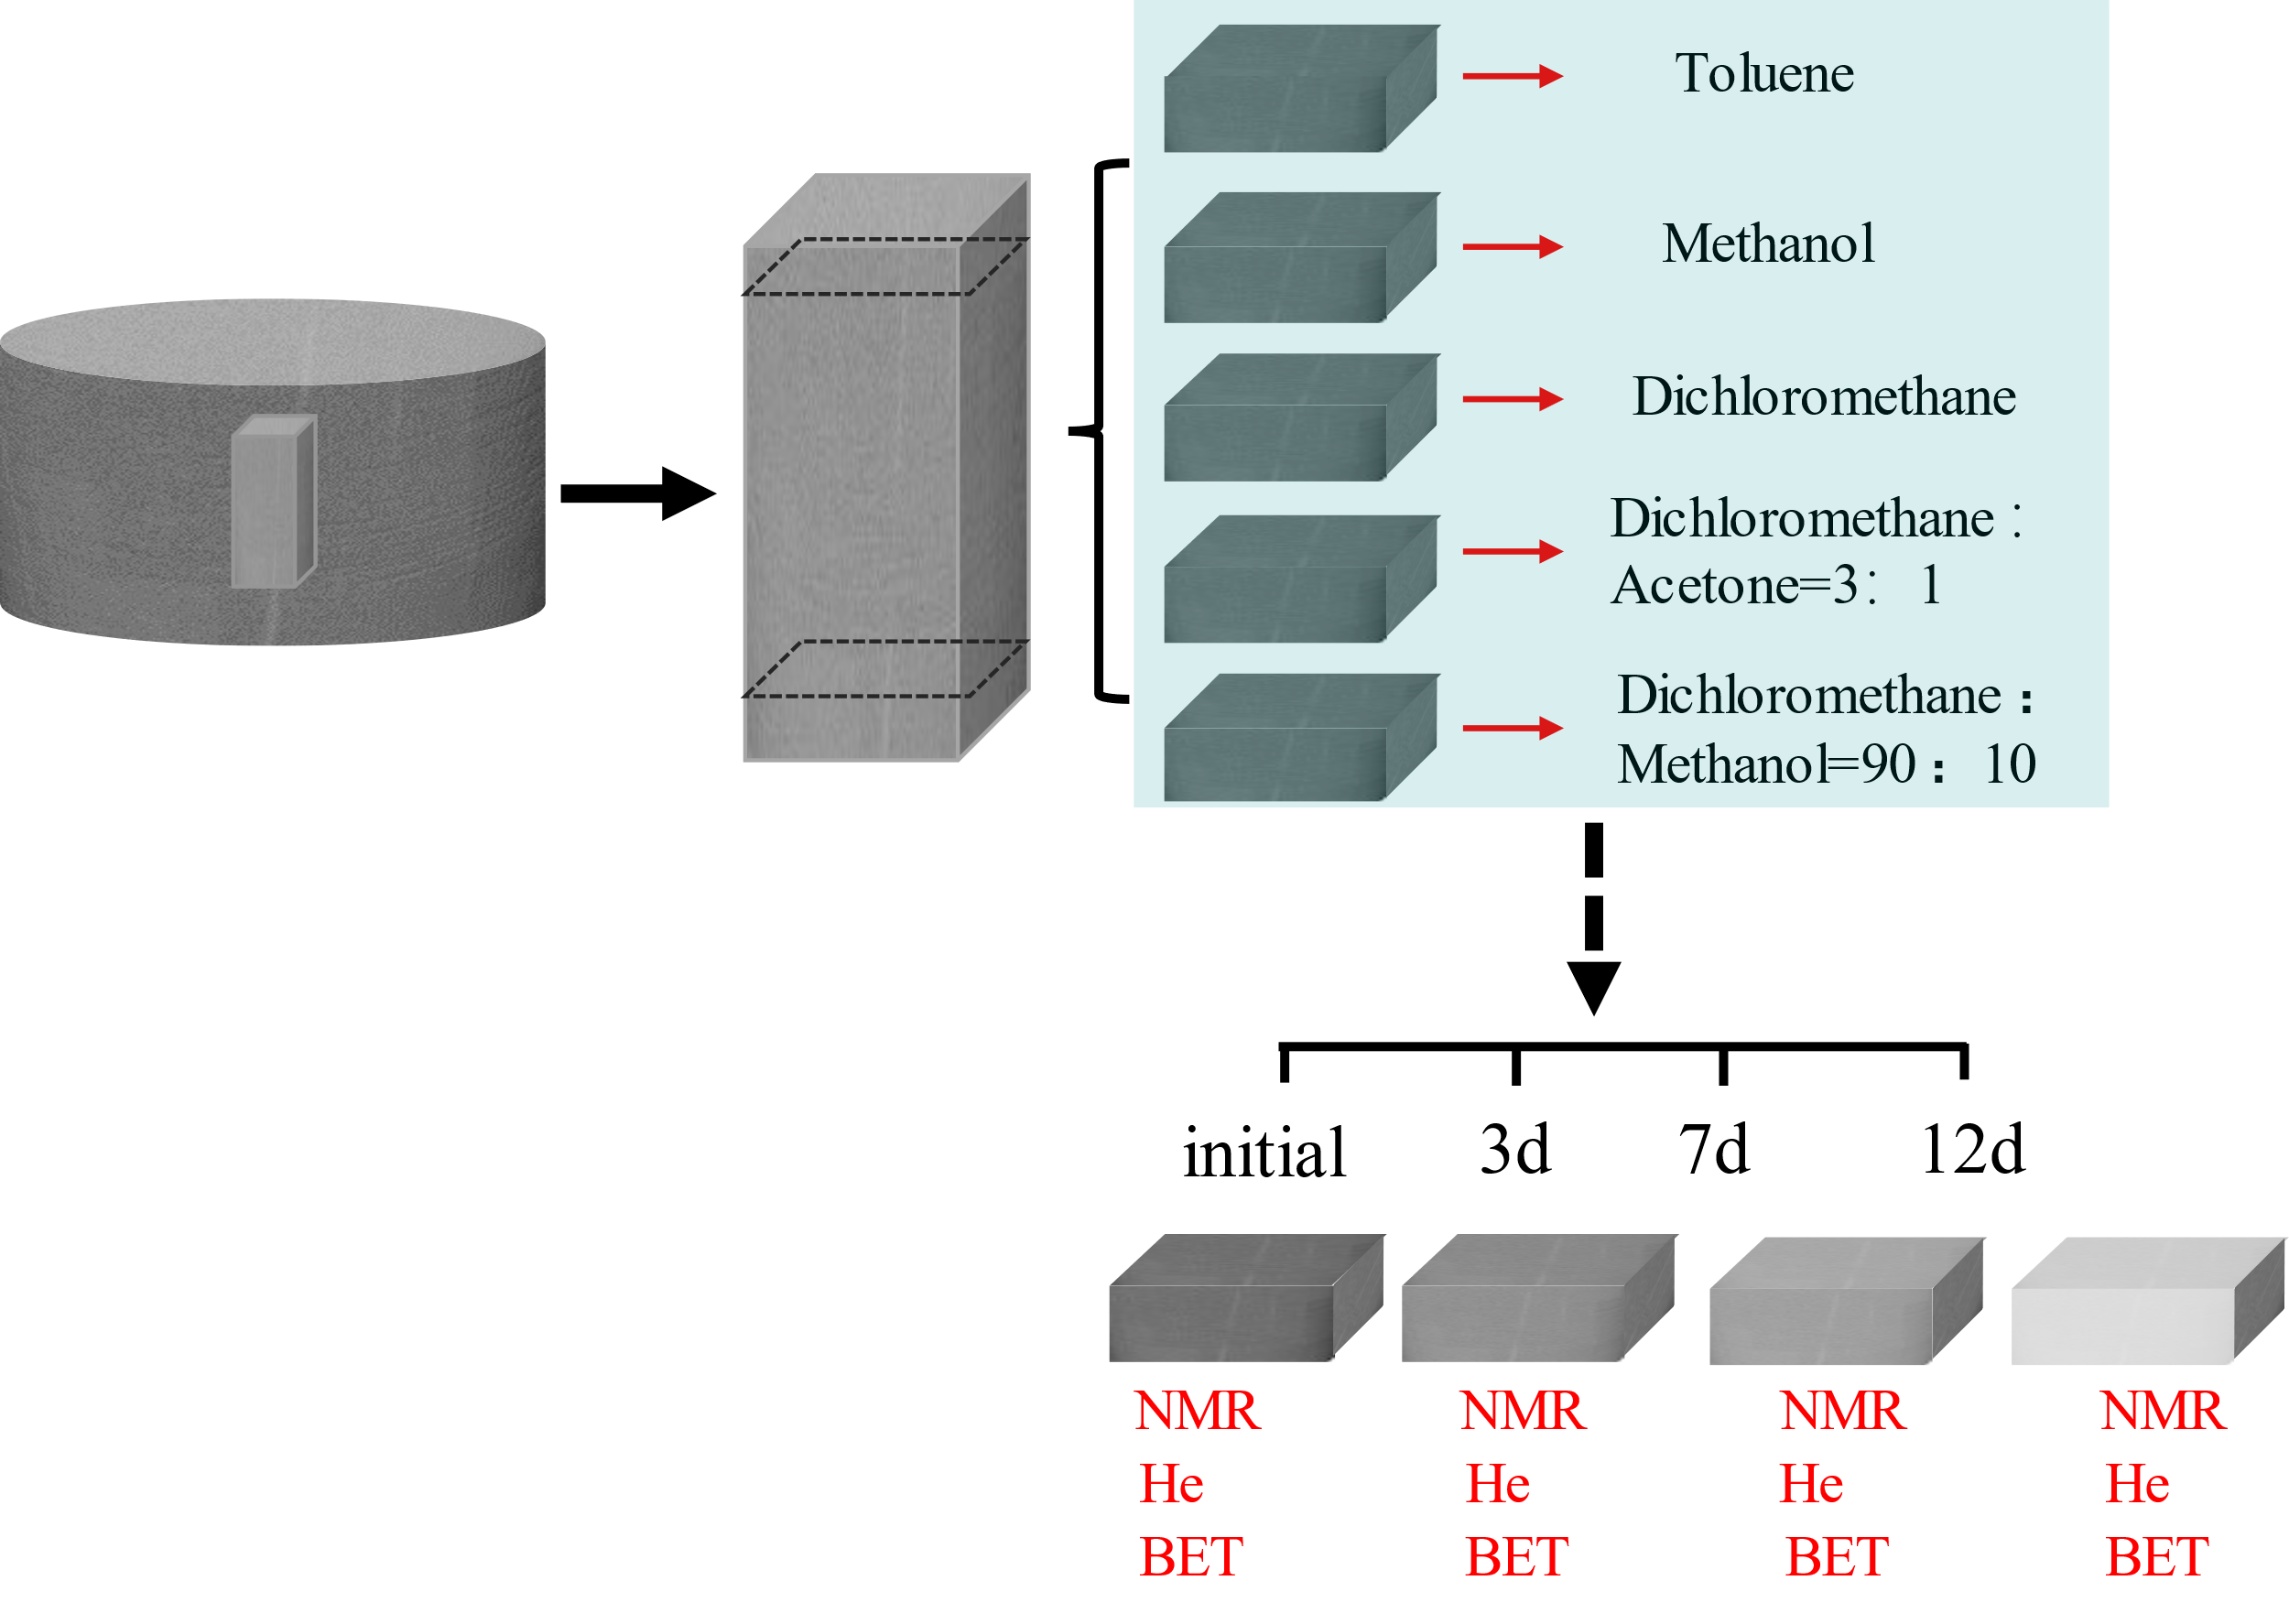 Toluene
Methanol
Dichloromethane
Dichloromethane：
Acetone=3：1
Dichloromethane：
Methanol=90：10
initial 3d 7d 12d
NMR NMR NMR NMR
He He He He
BET BET BET BET